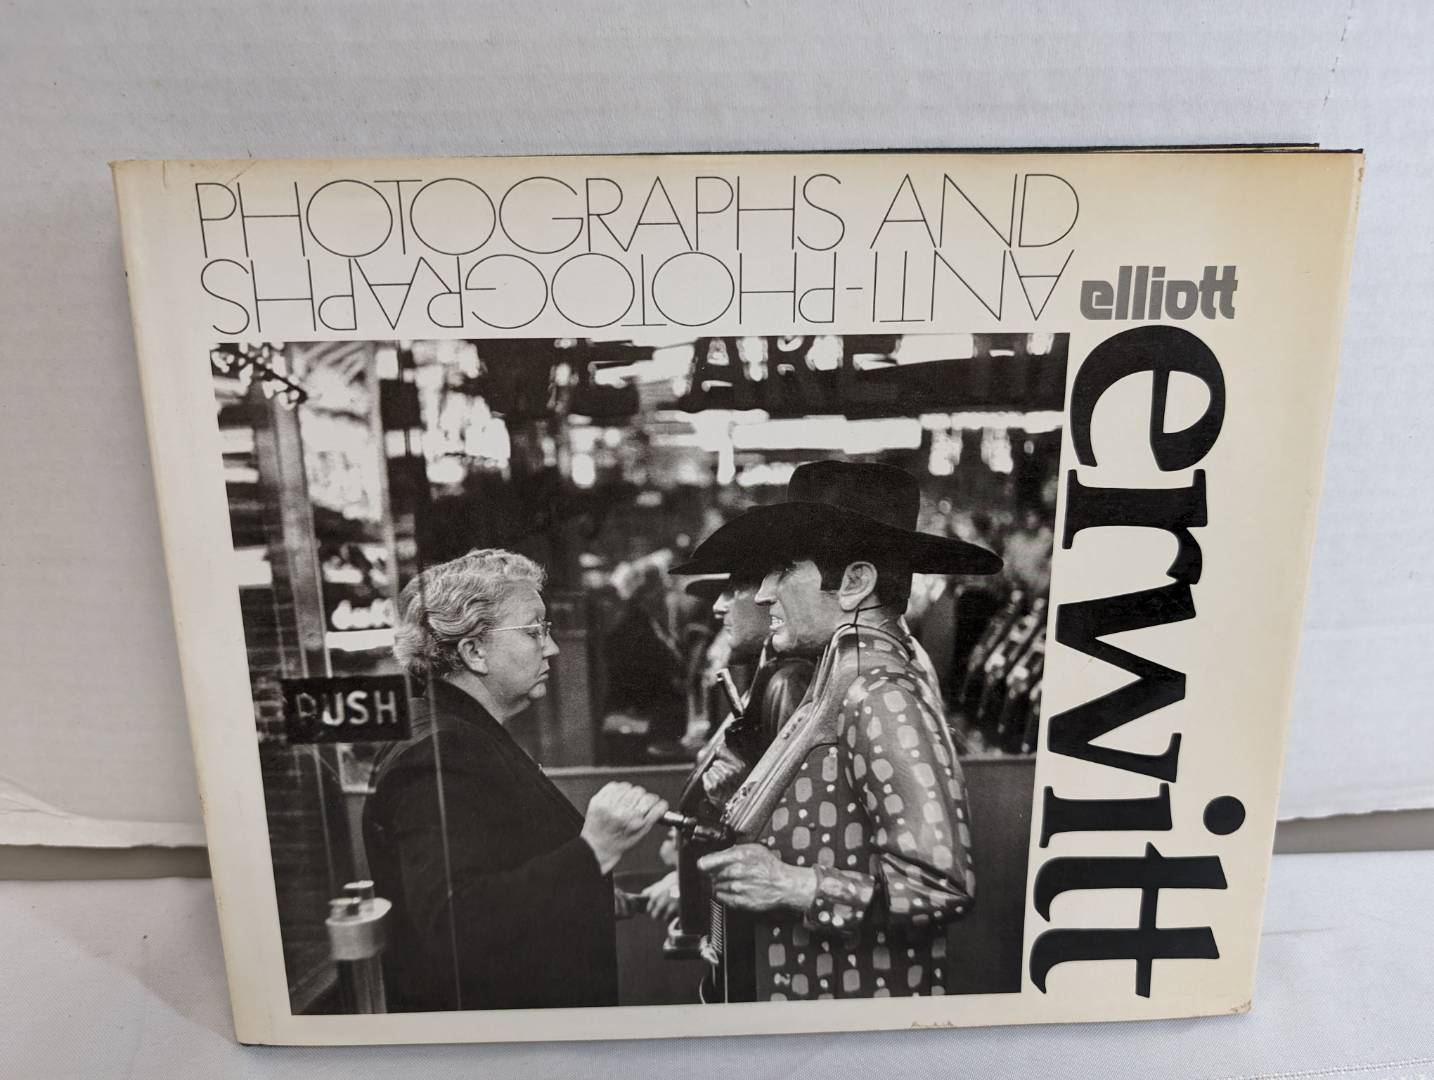 PHOTOGRAPHS AND
ANTI-PHOTOGRAPHS
elliott
erwitt
PUSH